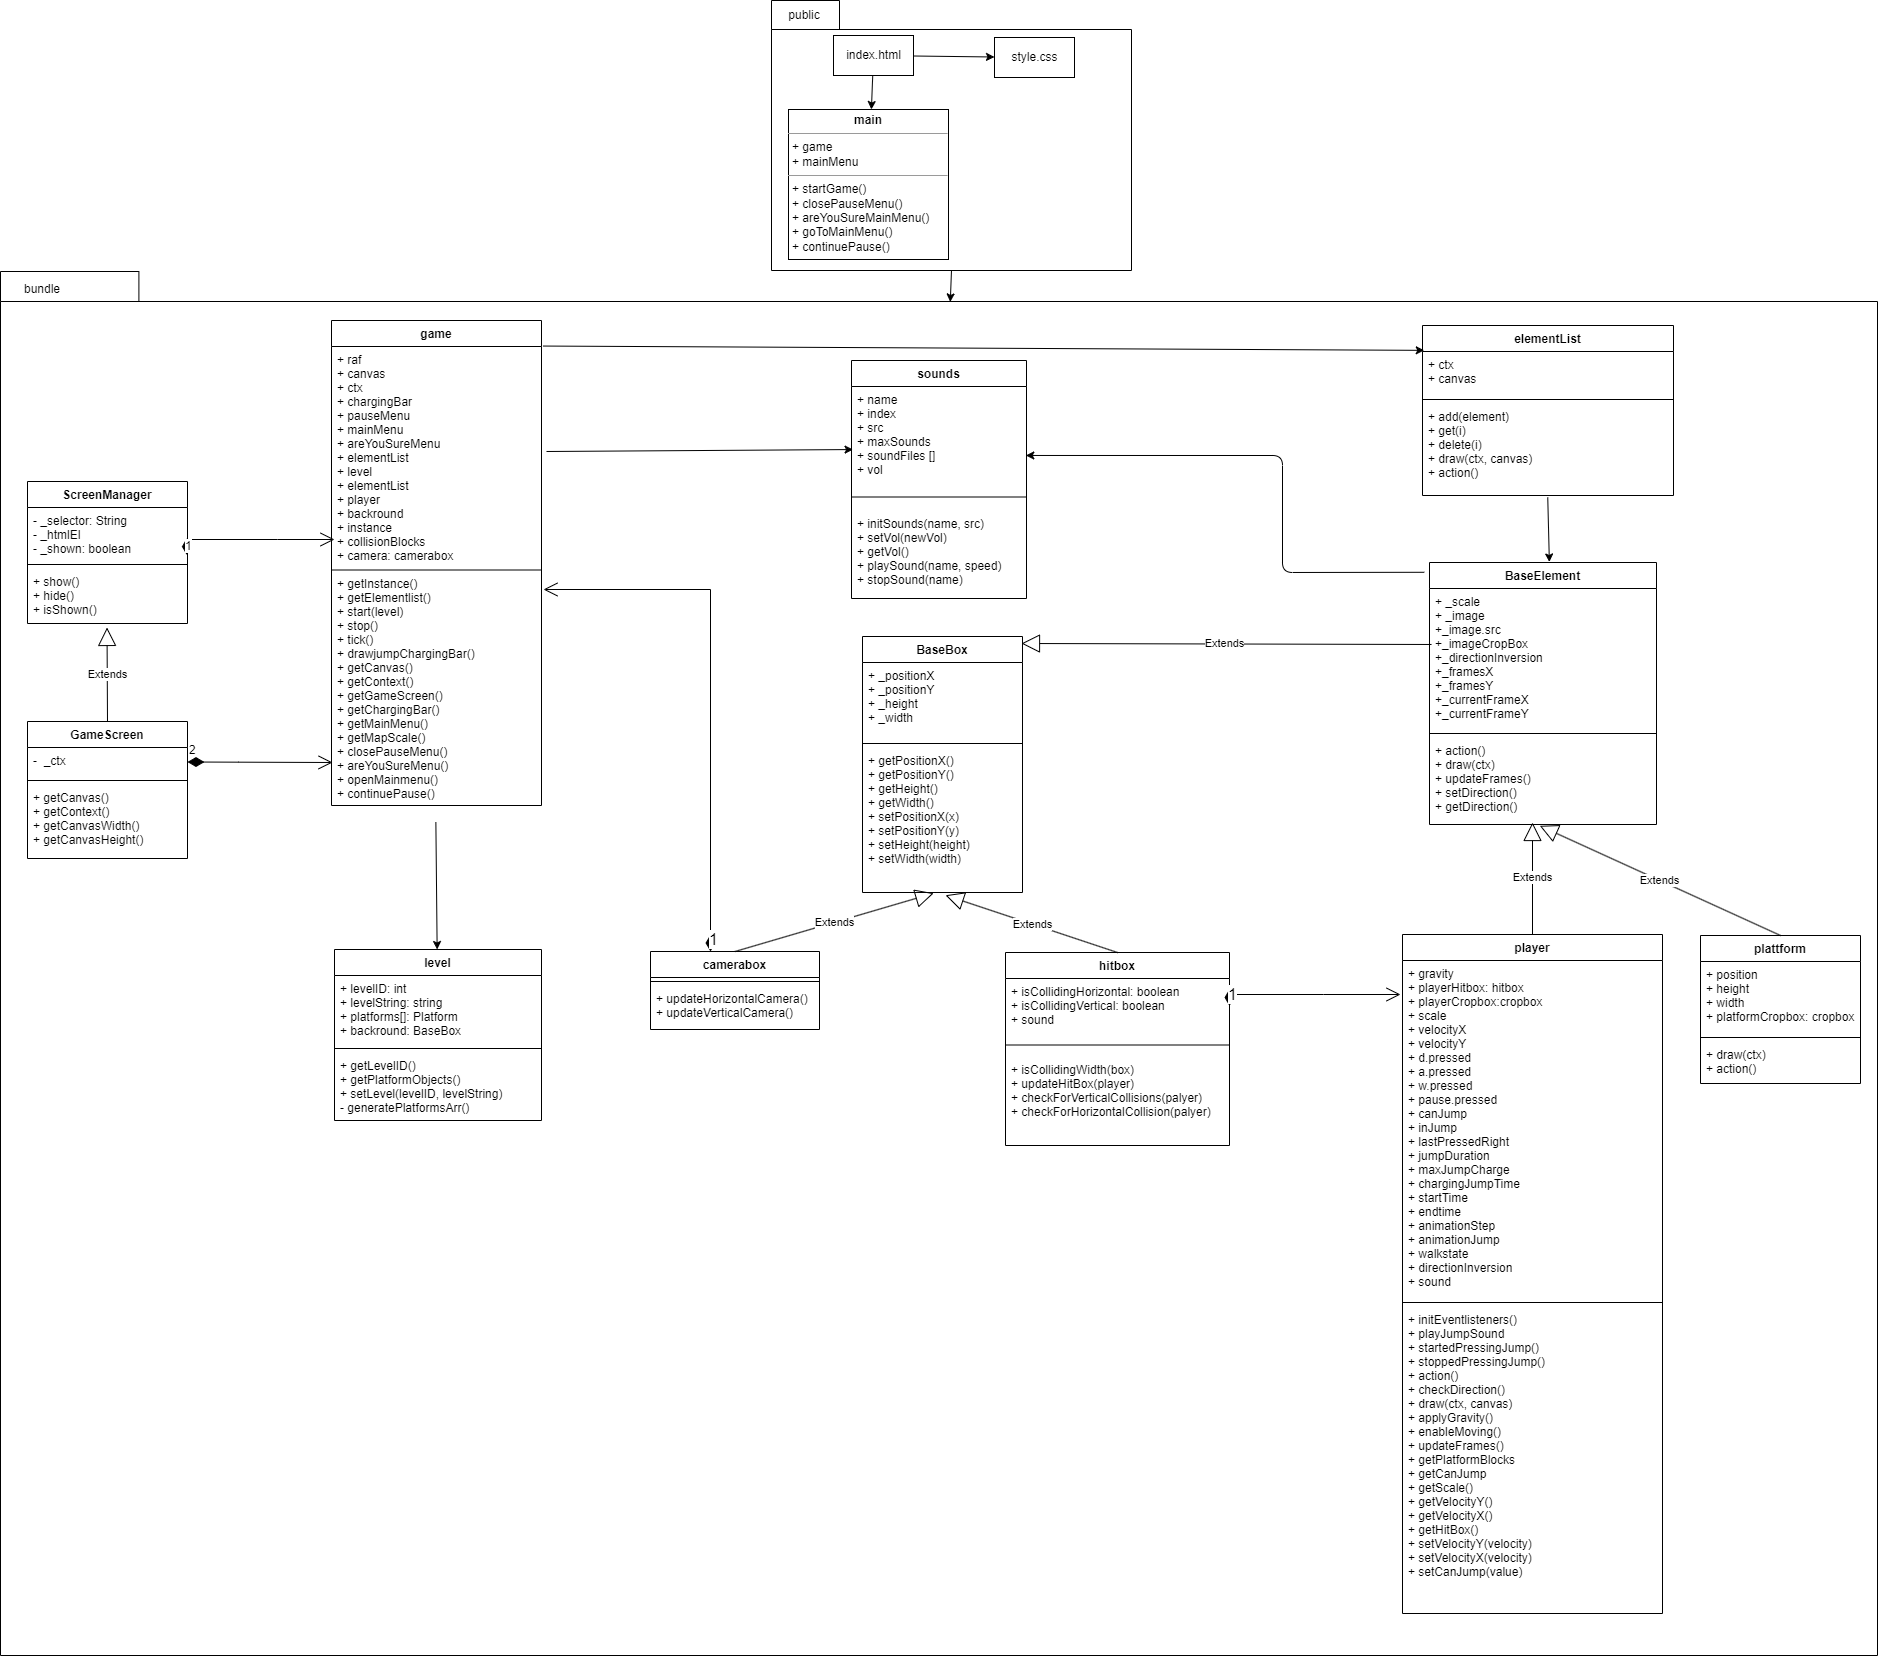 public
index.html
style.css
main
+ game
+ mainMenu
+ startGame()
+ closePauseMenu()
+ areYouSureMainMenu()
+ goToMainMenu()
+ continuePause()
bundle
game
+ raf
+ canvas
+ ctx
+ chargingBar
+ pauseMenu
+ mainMenu
+ areYouSureMenu
+ elementList
+ level
+ elementList
+ player
+ backround
+ instance
+ collisionBlocks
+ camera: camerabox
+ getInstance()
+ getElementlist()
+ start(level)
+ stop()
+ tick()
+ drawjumpChargingBar()
+ getCanvas()
+ getContext()
+ getGameScreen()
+ getChargingBar()
+ getMainMenu()
+ getMapScale()
+ closePauseMenu()
+ areYouSureMenu()
+ openMainmenu()
+ continuePause()
sounds
+ name
+ index
+ src
+ maxSounds
+ soundFiles []
+ vol
+ initSounds(name, src)
+ setVol(newVol)
+ getVol()
+ playSound(name, speed)
+ stopSound(name)
elementList
+ ctx
+ canvas
+ add(element)
+ get(i)
+ delete(i)
+ draw(ctx, canvas)
+ action()
ScreenManager
- _selector: String
- _htmlEl
- _shown: boolean
+ show()
+ hide()
+ isShown()
1
Extends
GameScreen
- _ctx
+ getCanvas()
+ getContext()
+ getCanvasWidth()
+ getCanvasHeight()
2
BaseElement
+ _scale
+ _image
+_image.src
+_imageCropBox
+_directionInversion
+_framesX
+_framesY
+_currentFrameX
+_currentFrameY
+ action()
+ draw(ctx)
+ updateFrames()
+ setDirection()
+ getDirection()
Extends
BaseBox
+ _positionX
+ _positionY
+ _height
+ _width
+ getPositionX()
+ getPositionY()
+ getHeight()
+ getWidth()
+ setPositionX(x)
+ setPositionY(y)
+ setHeight(height)
+ setWidth(width)
Extends
Extends
Extends
Extends
level
+ levelID: int
+ levelString: string
+ platforms[]: Platform
+ backround: BaseBox
+ getLevelID()
+ getPlatformObjects()
+ setLevel(levelID, levelString)
- generatePlatformsArr()
1
camerabox
+ updateHorizontalCamera()
+ updateVerticalCamera()
hitbox
+ isCollidingHorizontal: boolean
+ isCollidingVertical: boolean
+ sound
+ isCollidingWidth(box)
+ updateHitBox(player)
+ checkForVerticalCollisions(palyer)
+ checkForHorizontalCollision(palyer)
1
player
+ gravity
+ playerHitbox: hitbox
+ playerCropbox:cropbox
+ scale
+ velocityX
+ velocityY
+ d.pressed
+ a.pressed
+ w.pressed
+ pause.pressed
+ canJump
+ inJump
+ lastPressedRight
+ jumpDuration
+ maxJumpCharge
+ chargingJumpTime
+ startTime
+ endtime
+ animationStep
+ animationJump
+ walkstate
+ directionInversion
+ sound
+ initEventlisteners()
+ playJumpSound
+ startedPressingJump()
+ stoppedPressingJump()
+ action()
+ checkDirection()
+ draw(ctx, canvas)
+ applyGravity()
+ enableMoving()
+ updateFrames()
+ getPlatformBlocks
+ getCanJump
+ getScale()
+ getVelocityY()
+ getVelocityX()
+ getHitBox()
+ setVelocityY(velocity)
+ setVelocityX(velocity)
+ setCanJump(value)
plattform
+ position
+ height
+ width
+ platformCropbox: cropbox
+ draw(ctx)
+ action()